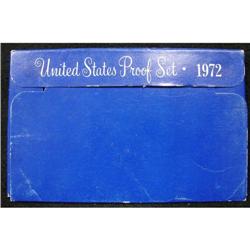 United States Proof Set • 1972